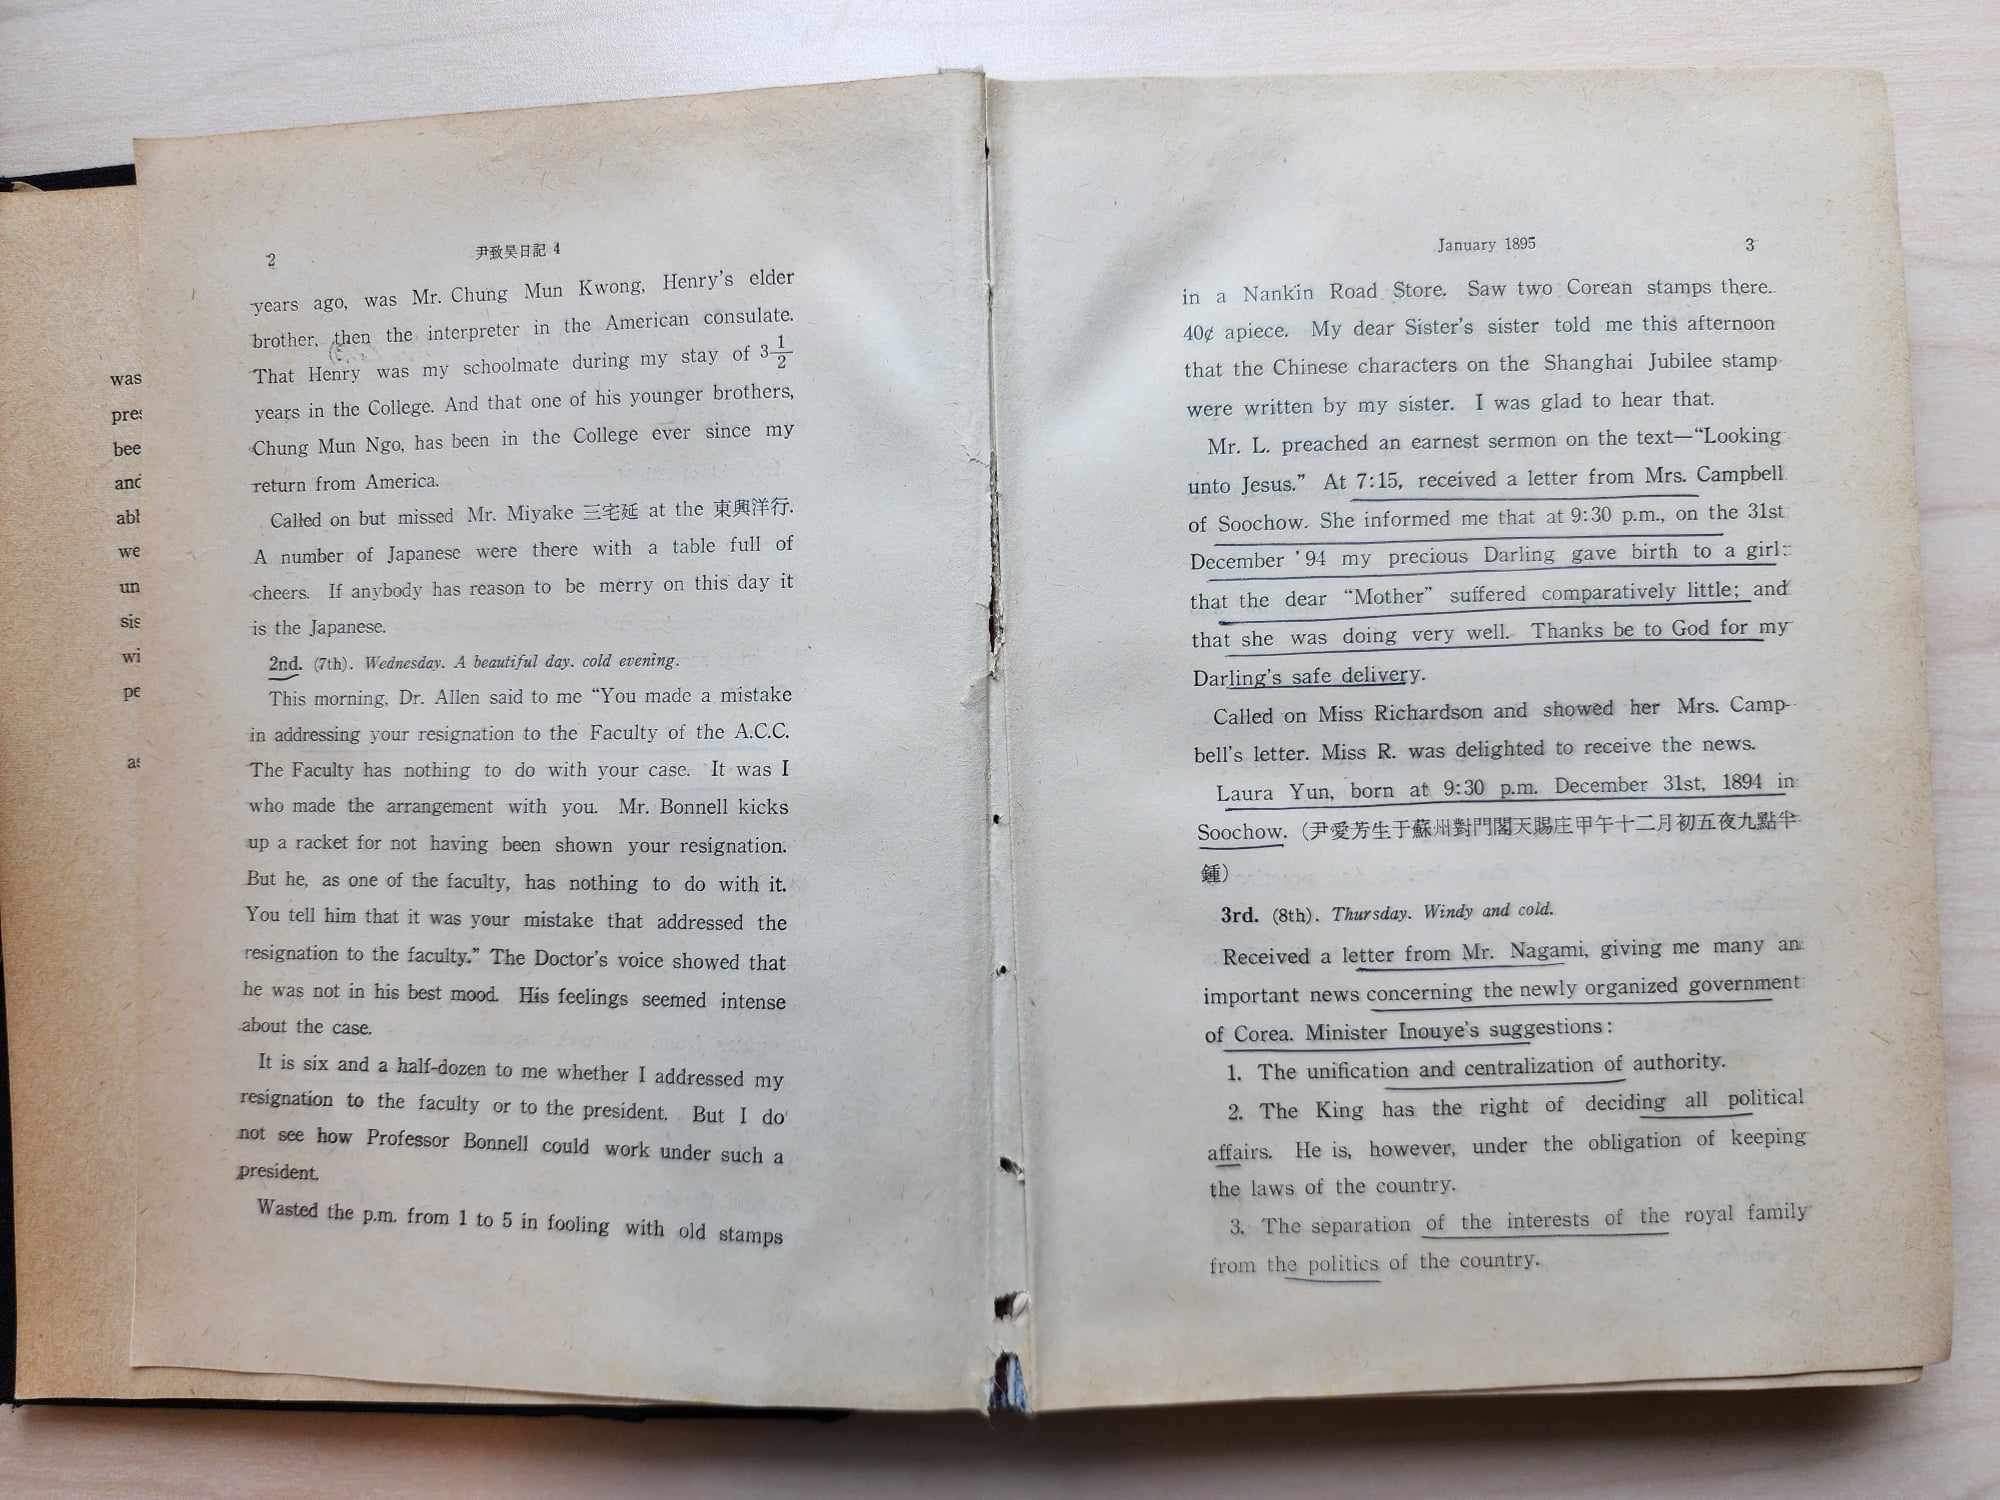 was
pres
bee
and
abl
we
un
sis
wi
pe
as
2 尹致昊日記 4
years ago, was Mr. Chung Mun Kwong, Henry's elder
brother, then the interpreter in the American consulate.
That Henry was my schoolmate during my stay of 3 1/2
years in the College. And that one of his younger brothers,
Chung Mun Ngo, has been in the College ever since my
return from America.
Called on but missed Mr. Miyake 三宅延 at the 東興洋行.
A number of Japanese were there with a table full of
cheers. If anybody has reason to be merry on this day it
is the Japanese.
2nd. (7th). Wednesday. A beautiful day. cold evening.
This morning, Dr. Allen said to me "You made a mistake
in addressing your resignation to the Faculty of the A.C.C.
The Faculty has nothing to do with your case. It was I
who made the arrangement with you. Mr. Bonnell kicks
up a racket for not having been shown your resignation.
But he, as one of the faculty, has nothing to do with it.
You tell him that it was your mistake that addressed the
resignation to the faculty." The Doctor's voice showed that
he was not in his best mood. His feelings seemed intense
about the case.
It is six and a half-dozen to me whether I addressed my
resignation to the faculty or to the president. But I do
not see how Professor Bonnell could work under such a
president.
Wasted the p.m. from 1 to 5 in fooling with old stamps
January 1895 3
in a Nankin Road Store. Saw two Corean stamps there.
40¢ apiece. My dear Sister's sister told me this afternoon
that the Chinese characters on the Shanghai Jubilee stamp
were written by my sister. I was glad to hear that.
Mr. L. preached an earnest sermon on the text—"Looking
unto Jesus." At 7:15, received a letter from Mrs. Campbell
of Soochow. She informed me that at 9:30 p.m., on the 31st
December '94 my precious Darling gave birth to a girl:
that the dear "Mother" suffered comparatively little; and
that she was doing very well. Thanks be to God for my
Darling's safe delivery.
Called on Miss Richardson and showed her Mrs. Camp-
bell's letter. Miss R. was delighted to receive the news.
Laura Yun, born at 9:30 p.m. December 31st, 1894 in
Soochow. (尹愛芳生于蘇州對門閣天賜庄甲午十二月初五夜九點半
鍾)
3rd. (8th). Thursday. Windy and cold.
Received a letter from Mr. Nagami, giving me many an
important news concerning the newly organized government
of Corea. Minister Inouye's suggestions:
1. The unification and centralization of authority.
2. The King has the right of deciding all political
affairs. He is, however, under the obligation of keeping
the laws of the country.
3. The separation of the interests of the royal family
from the politics of the country.